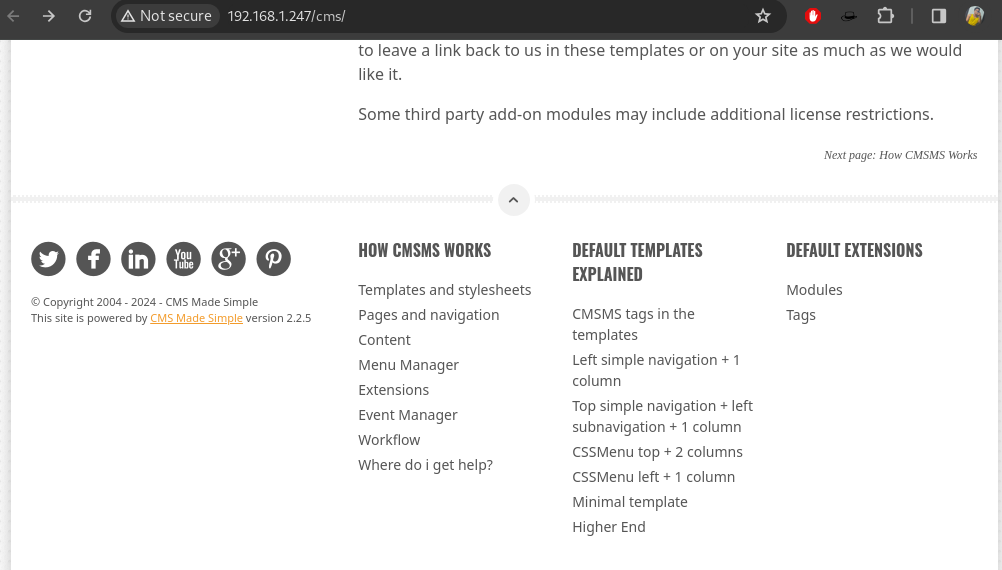 Not secure 192.168.1.247/cms/
to leave a link back to us in these templates or on your site as much as we would
like it.
Some third party add-on modules may include additional license restrictions.
Next page: How CMSMS Works
You
Tube
g+
© Copyright 2004 - 2024 - CMS Made Simple
This site is powered by CMS Made Simple version 2.2.5
HOW CMSMS WORKS
Templates and stylesheets
Pages and navigation
Content
Menu Manager
Extensions
Event Manager
Workflow
Where do i get help?
DEFAULT TEMPLATES
EXPLAINED
CMSMS tags in the
templates
Left simple navigation + 1
column
Top simple navigation + left
subnavigation + 1 column
CSSMenu top + 2 columns
CSSMenu left + 1 column
Minimal template
Higher End
DEFAULT EXTENSIONS
Modules
Tags